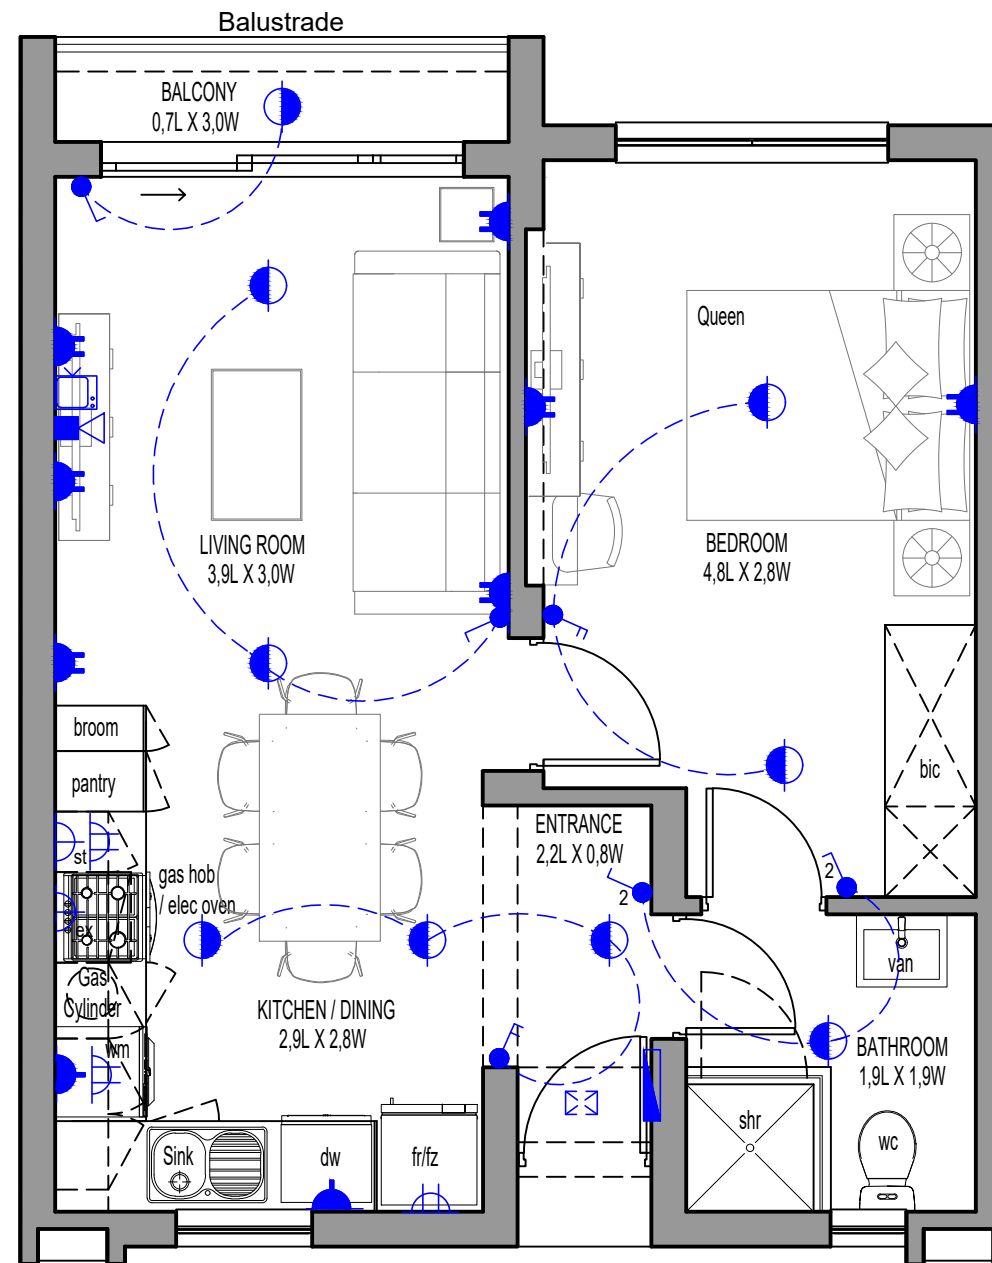 Balustrade
BALCONY
0,7L X 3,0W
Queen
LIVING ROOM
3,9L X 3,0W
BEDROOM
4,8L X 2,8W
broom
pantry
bic
ENTRANCE
2,2L X 0,8W
st
gas hob
/ elec oven
2
2
ex
van
Gas
Cylinder
KITCHEN / DINING
2,9L X 2,8W
wm
BATHROOM
1,9L X 1,9W
shr
wc
Sink
dw
fr/fz